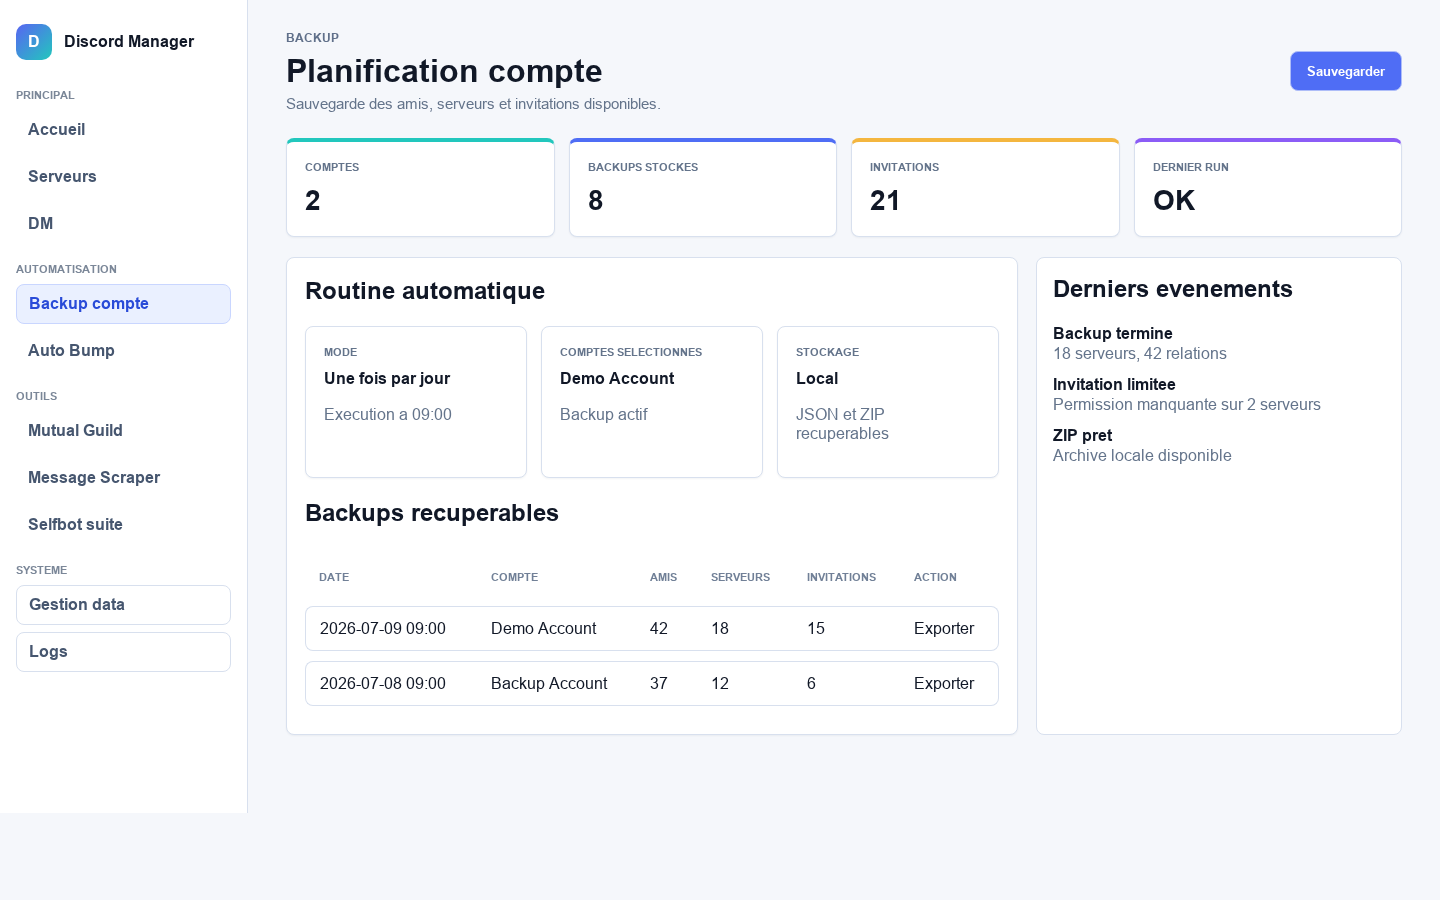 D
Discord Manager
PRINCIPAL
Accueil
Serveurs
DM
AUTOMATISATION
Backup compte
Auto Bump
OUTILS
Mutual Guild
Message Scraper
Selfbot suite
SYSTEME
Gestion data
Logs
BACKUP
Planification compte
Sauvegarde des amis, serveurs et invitations disponibles.
Sauvegarder
COMPTES
2
BACKUPS STOCKES
8
INVITATIONS
21
DERNIER RUN
OK
Routine automatique
MODE
Une fois par jour
Execution a 09:00
COMPTES SELECTIONNES
Demo Account
Backup actif
STOCKAGE
Local
JSON et ZIP
recuperables
Backups recuperables
DATE COMPTE AMIS SERVEURS INVITATIONS ACTION
2026-07-09 09:00 Demo Account 42 18 15 Exporter
2026-07-08 09:00 Backup Account 37 12 6 Exporter
Derniers evenements
Backup termine
18 serveurs, 42 relations
Invitation limitee
Permission manquante sur 2 serveurs
ZIP pret
Archive locale disponible